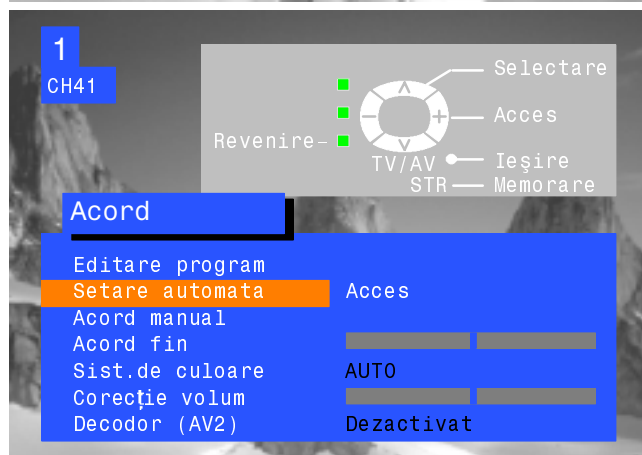 1
CH41
Selectare
Acces
Revenire
TV/AV Ieşire
STR Memorare
Acord
Editare program
Setare automata Acces
Acord manual
Acord fin
Sist.de culoare AUTO
Corecţie volum
Decodor (AV2) Dezactivat